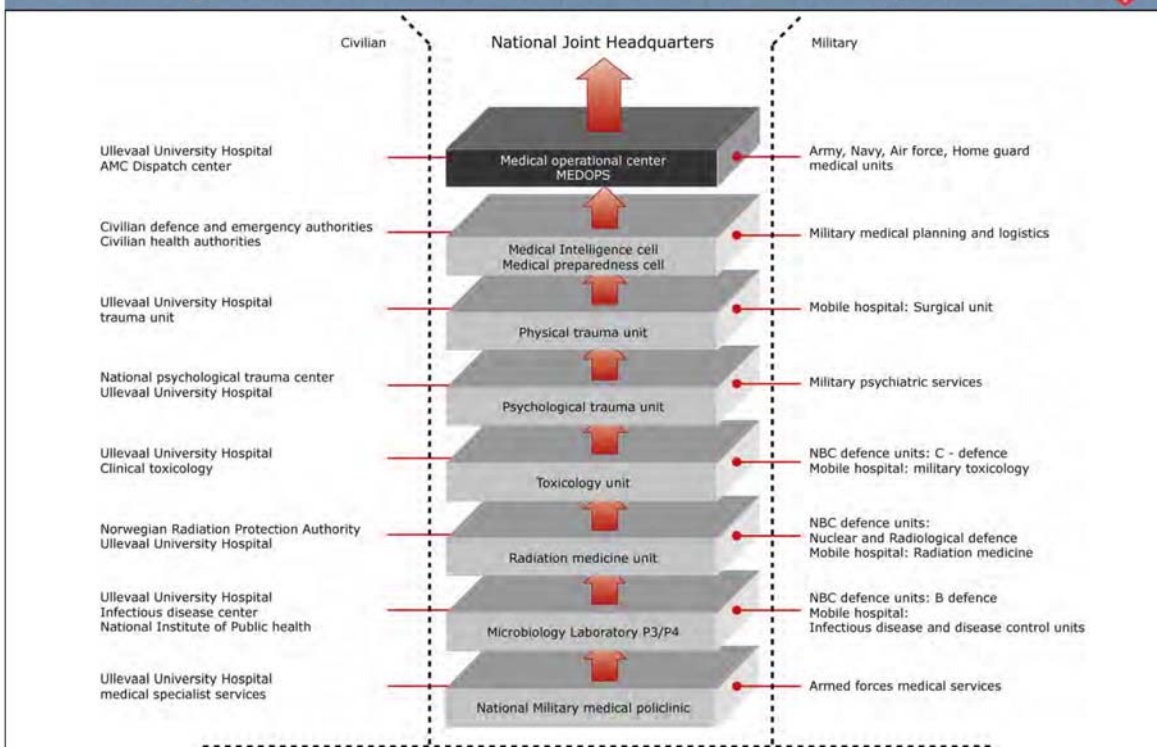 Civilian
National Joint Headquarters
Military
Ullevaal University Hospital
AMC Dispatch center
Medical operational center
MEDOPS
Army, Navy, Air force, Home guard
medical units
Civilian defence and emergency authorities
Civilian health authorities
Medical Intelligence cell
Medical preparedness cell
Military medical planning and logistics
Ullevaal University Hospital
trauma unit
Physical trauma unit
Mobile hospital: Surgical unit
National psychological trauma center
Ullevaal University Hospital
Psychological trauma unit
Military psychiatric services
Ullevaal University Hospital
Clinical toxicology
Toxicology unit
NBC defence units: C - defence
Mobile hospital: military toxicology
Norwegian Radiation Protection Authority
Ullevaal University Hospital
Radiation medicine unit
NBC defence units:
Nuclear and Radiological defence
Mobile hospital: Radiation medicine
Ullevaal University Hospital
Infectious disease center
National Institute of Public health
Microbiology Laboratory P3/P4
NBC defence units: B defence
Mobile hospital:
Infectious disease and disease control units
Ullevaal University Hospital
medical specialist services
National Military medical policlinic
Armed forces medical services